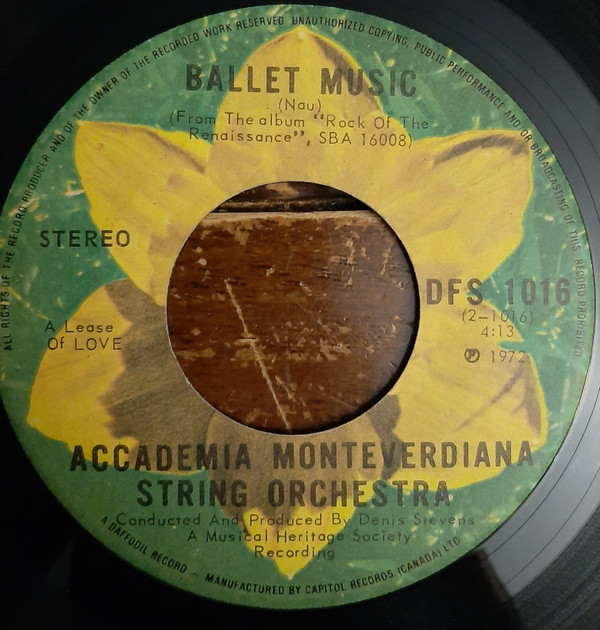 ALL RIGHTS OF THE RECORD PRODUCER AND OF THE OWNER OF THE RECORDED WORK RESERVED UNAUTHORIZED COPYING, PUBLIC PERFORMANCE AND/OR BROADCASTING OF THIS RECORD PROHIBITED
BALLET MUSIC
(Nau)
(From The album "Rock Of The
Renaissance", SBA 16008)
STEREO
DFS 1016
(2-1016)
4:13
A Lease
Of LOVE
Ⓟ 1972
ACCADEMIA MONTEVERDIANA
STRING ORCHESTRA
Conducted And Produced By Denis Stevens
A Musical Heritage Society
Recording
A DAFFODIL RECORD — MANUFACTURED BY CAPITOL RECORDS (CANADA) LTD